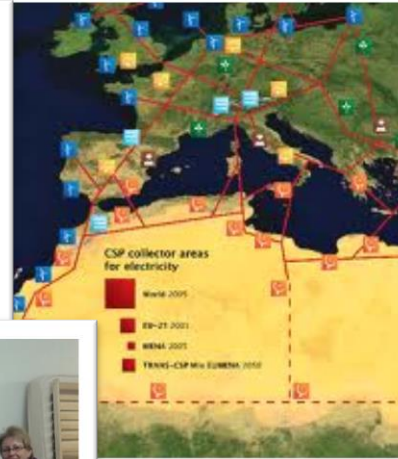 CSP collector areas
for electricity
World 2005
EU-25 2005
MENA 2005
TRANS-CSP Mix EUMENA 2050